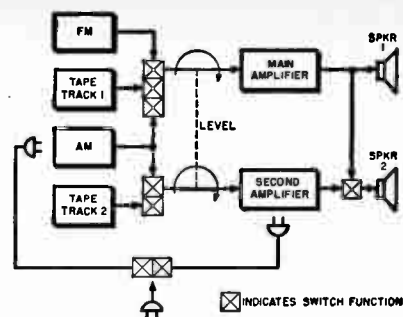 FM
SPKR
1
TAPE
TRACK 1
MAIN
AMPLIFIER
LEVEL
AM
SPKR
2
TAPE
TRACK 2
SECOND
AMPLIFIER
INDICATES SWITCH FUNCTION